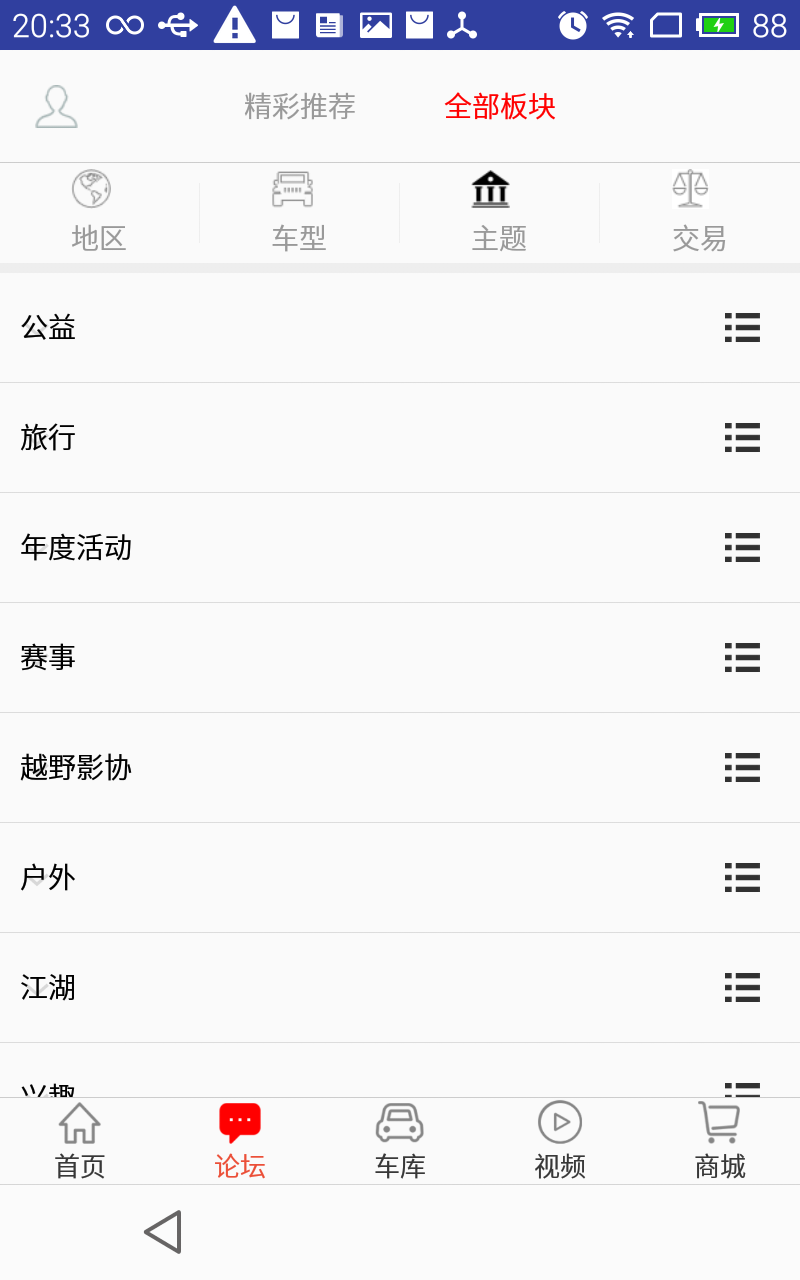 20:33 88
精彩推荐 全部板块
地区 车型 主题 交易
公益
旅行
年度活动
赛事
越野影协
户外
江湖
兴趣
首页 论坛 车库 视频 商城